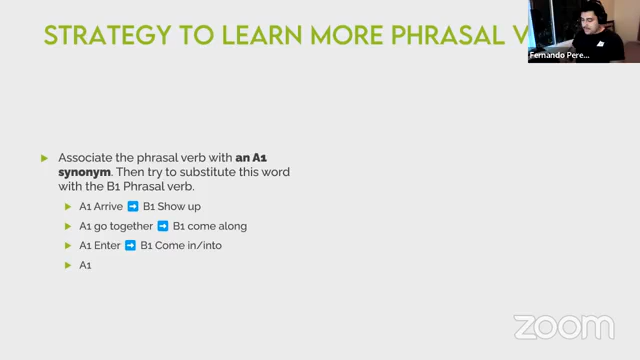 STRATEGY TO LEARN MORE PHRASAL V
Fernando Pere...
Associate the phrasal verb with an A1
synonym. Then try to substitute this word
with the B1 Phrasal verb.
A1 Arrive ➡ B1 Show up
A1 go together ➡ B1 come along
A1 Enter ➡ B1 Come in/into
A1
zoom